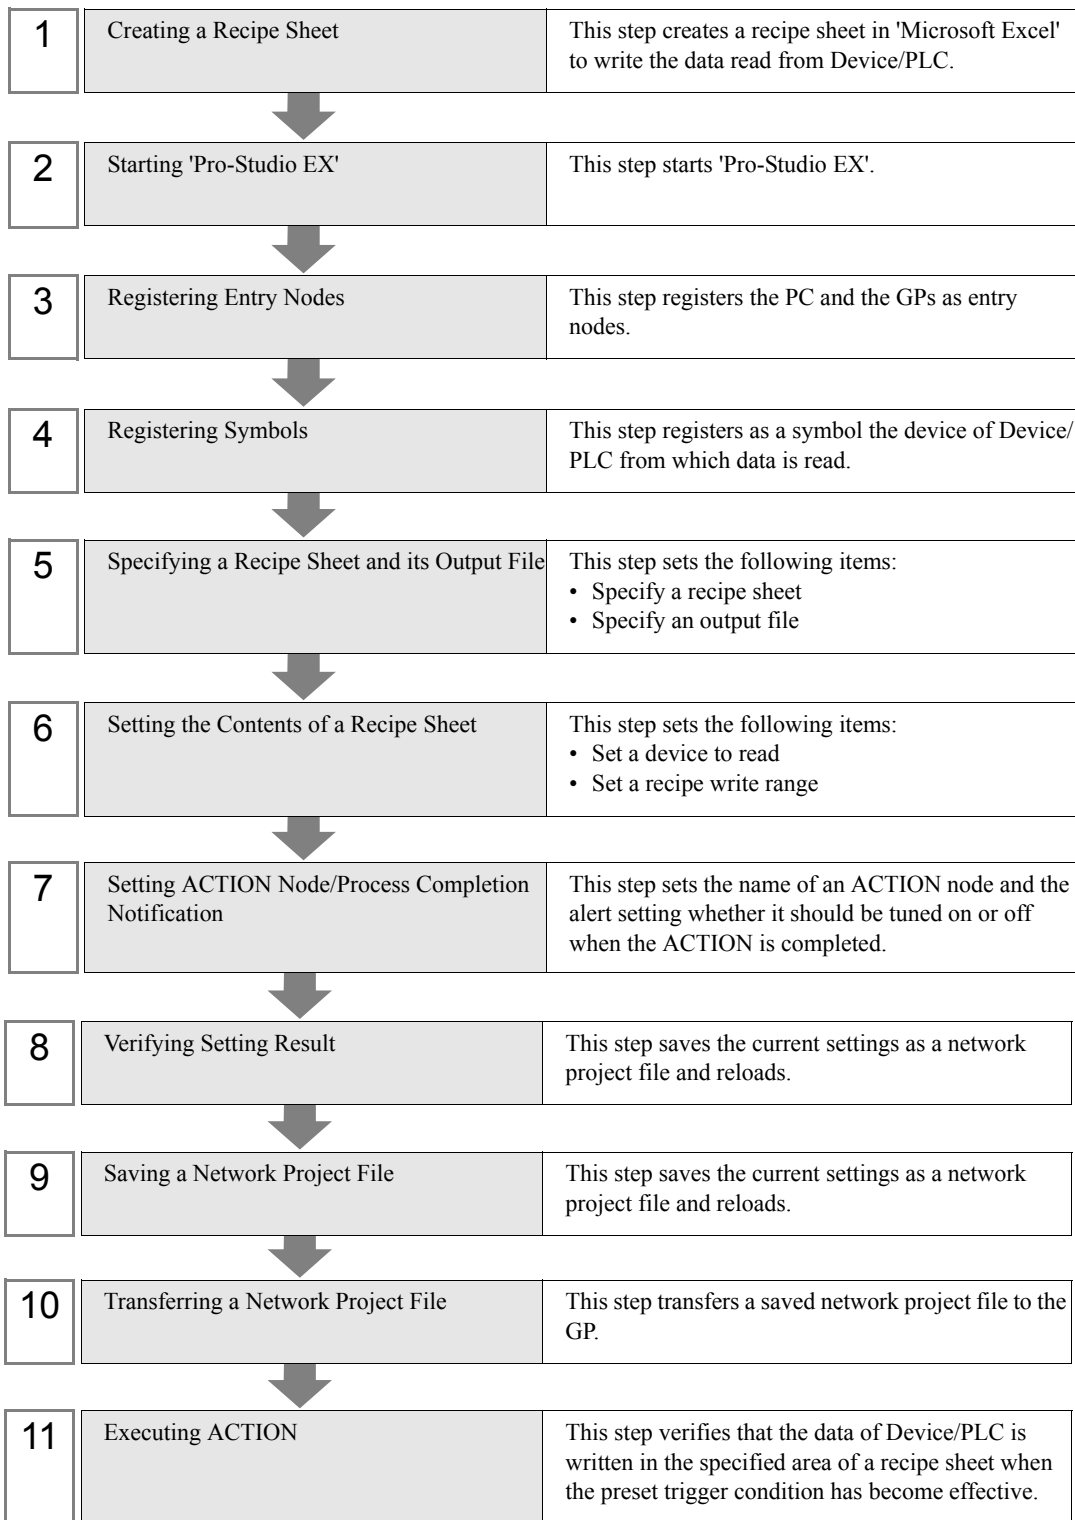 1
Creating a Recipe Sheet
This step creates a recipe sheet in 'Microsoft Excel'
to write the data read from Device/PLC.
2
Starting 'Pro-Studio EX'
This step starts 'Pro-Studio EX'.
3
Registering Entry Nodes
This step registers the PC and the GPs as entry
nodes.
4
Registering Symbols
This step registers as a symbol the device of Device/
PLC from which data is read.
5
Specifying a Recipe Sheet and its Output File
This step sets the following items:
• Specify a recipe sheet
• Specify an output file
6
Setting the Contents of a Recipe Sheet
This step sets the following items:
• Set a device to read
• Set a recipe write range
7
Setting ACTION Node/Process Completion
Notification
This step sets the name of an ACTION node and the
alert setting whether it should be tuned on or off
when the ACTION is completed.
8
Verifying Setting Result
This step saves the current settings as a network
project file and reloads.
9
Saving a Network Project File
This step saves the current settings as a network
project file and reloads.
10
Transferring a Network Project File
This step transfers a saved network project file to the
GP.
11
Executing ACTION
This step verifies that the data of Device/PLC is
written in the specified area of a recipe sheet when
the preset trigger condition has become effective.